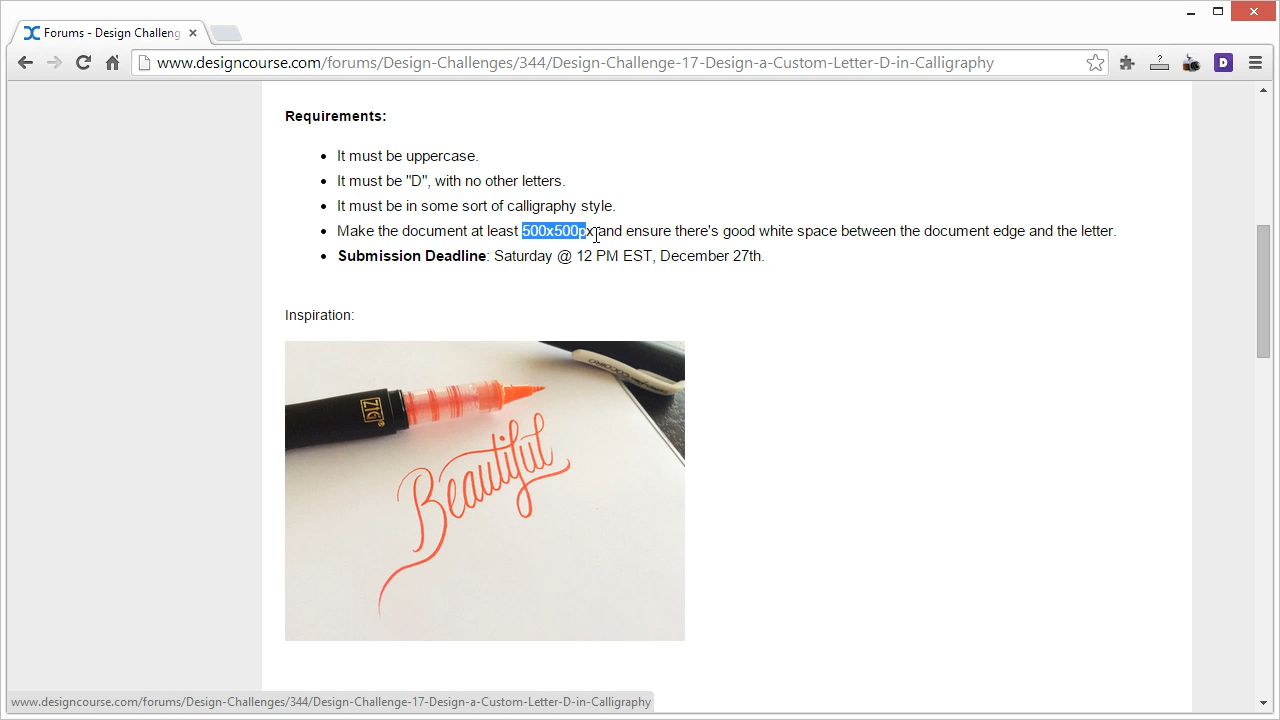 Forums - Design Challeng
www.designcourse.com/forums/Design-Challenges/344/Design-Challenge-17-Design-a-Custom-Letter-D-in-Calligraphy
?
D
Requirements:
• It must be uppercase.
• It must be "D", with no other letters.
• It must be in some sort of calligraphy style.
• Make the document at least 500x500px and ensure there's good white space between the document edge and the letter.
• Submission Deadline: Saturday @ 12 PM EST, December 27th.
Inspiration:
ZIG
Beautiful
www.designcourse.com/forums/Design-Challenges/344/Design-Challenge-17-Design-a-Custom-Letter-D-in-Calligraphy